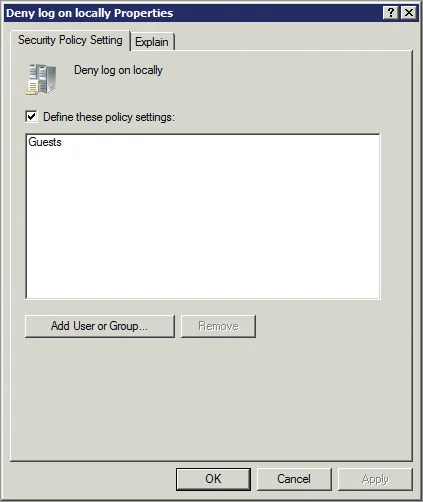 Deny log on locally Properties
Security Policy Setting
Explain
Deny log on locally
Define these policy settings:
Guests
Add User or Group...
Remove
OK
Cancel
Apply